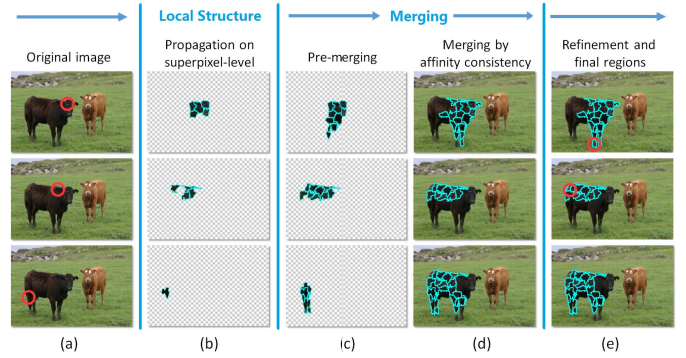 Local Structure
Merging
Original image
Propagation on
superpixel-level
Pre-merging
Merging by
affinity consistency
Refinement and
final regions
(a)
(b)
(c)
(d)
(e)